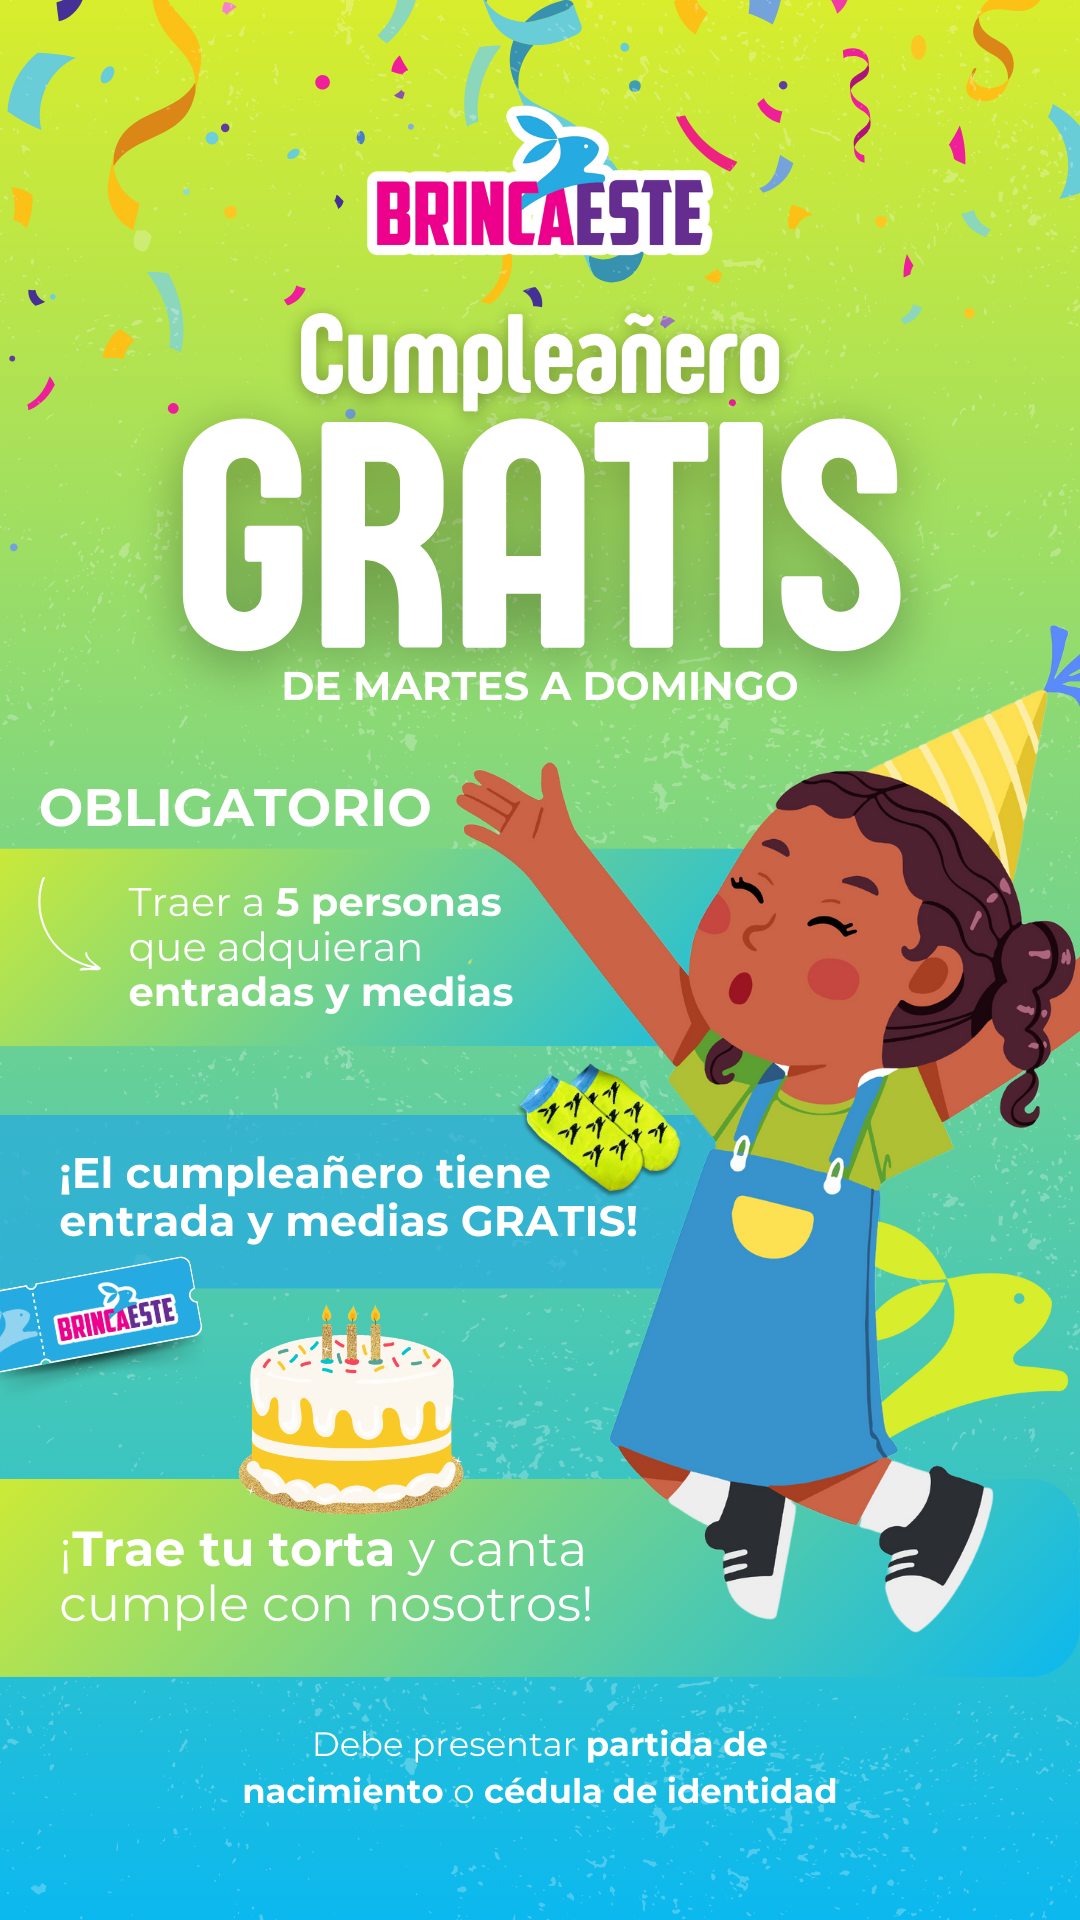 BRINCAESTE
Cumpleañero
GRATIS
DE MARTES A DOMINGO
OBLIGATORIO
Traer a 5 personas
que adquieran
entradas y medias
¡El cumpleañero tiene
entrada y medias GRATIS!
BRINCAESTE
¡Trae tu torta y canta
cumple con nosotros!
Debe presentar partida de
nacimiento o cédula de identidad